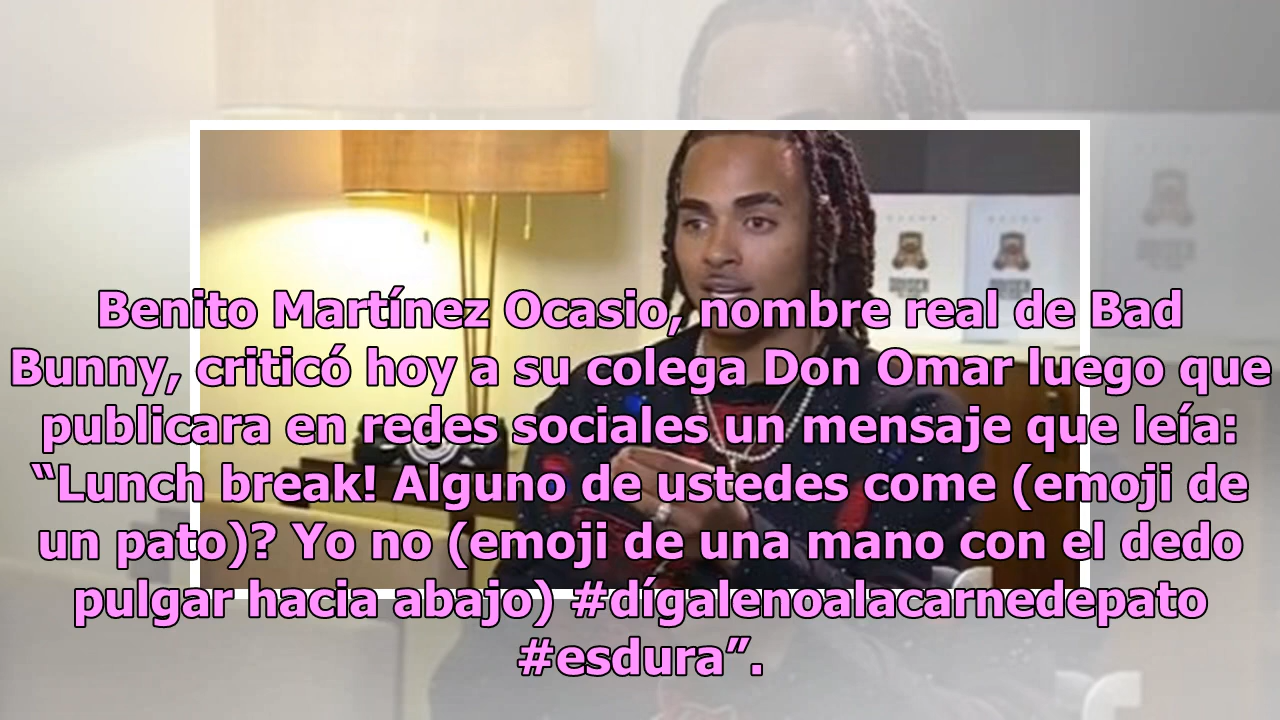 Benito Martínez Ocasio, nombre real de Bad
Bunny, criticó hoy a su colega Don Omar luego que
publicara en redes sociales un mensaje que leía:
“Lunch break! Alguno de ustedes come (emoji de
un pato)? Yo no (emoji de una mano con el dedo
pulgar hacia abajo) #dígalenoalacarnedepato
#esdura”.